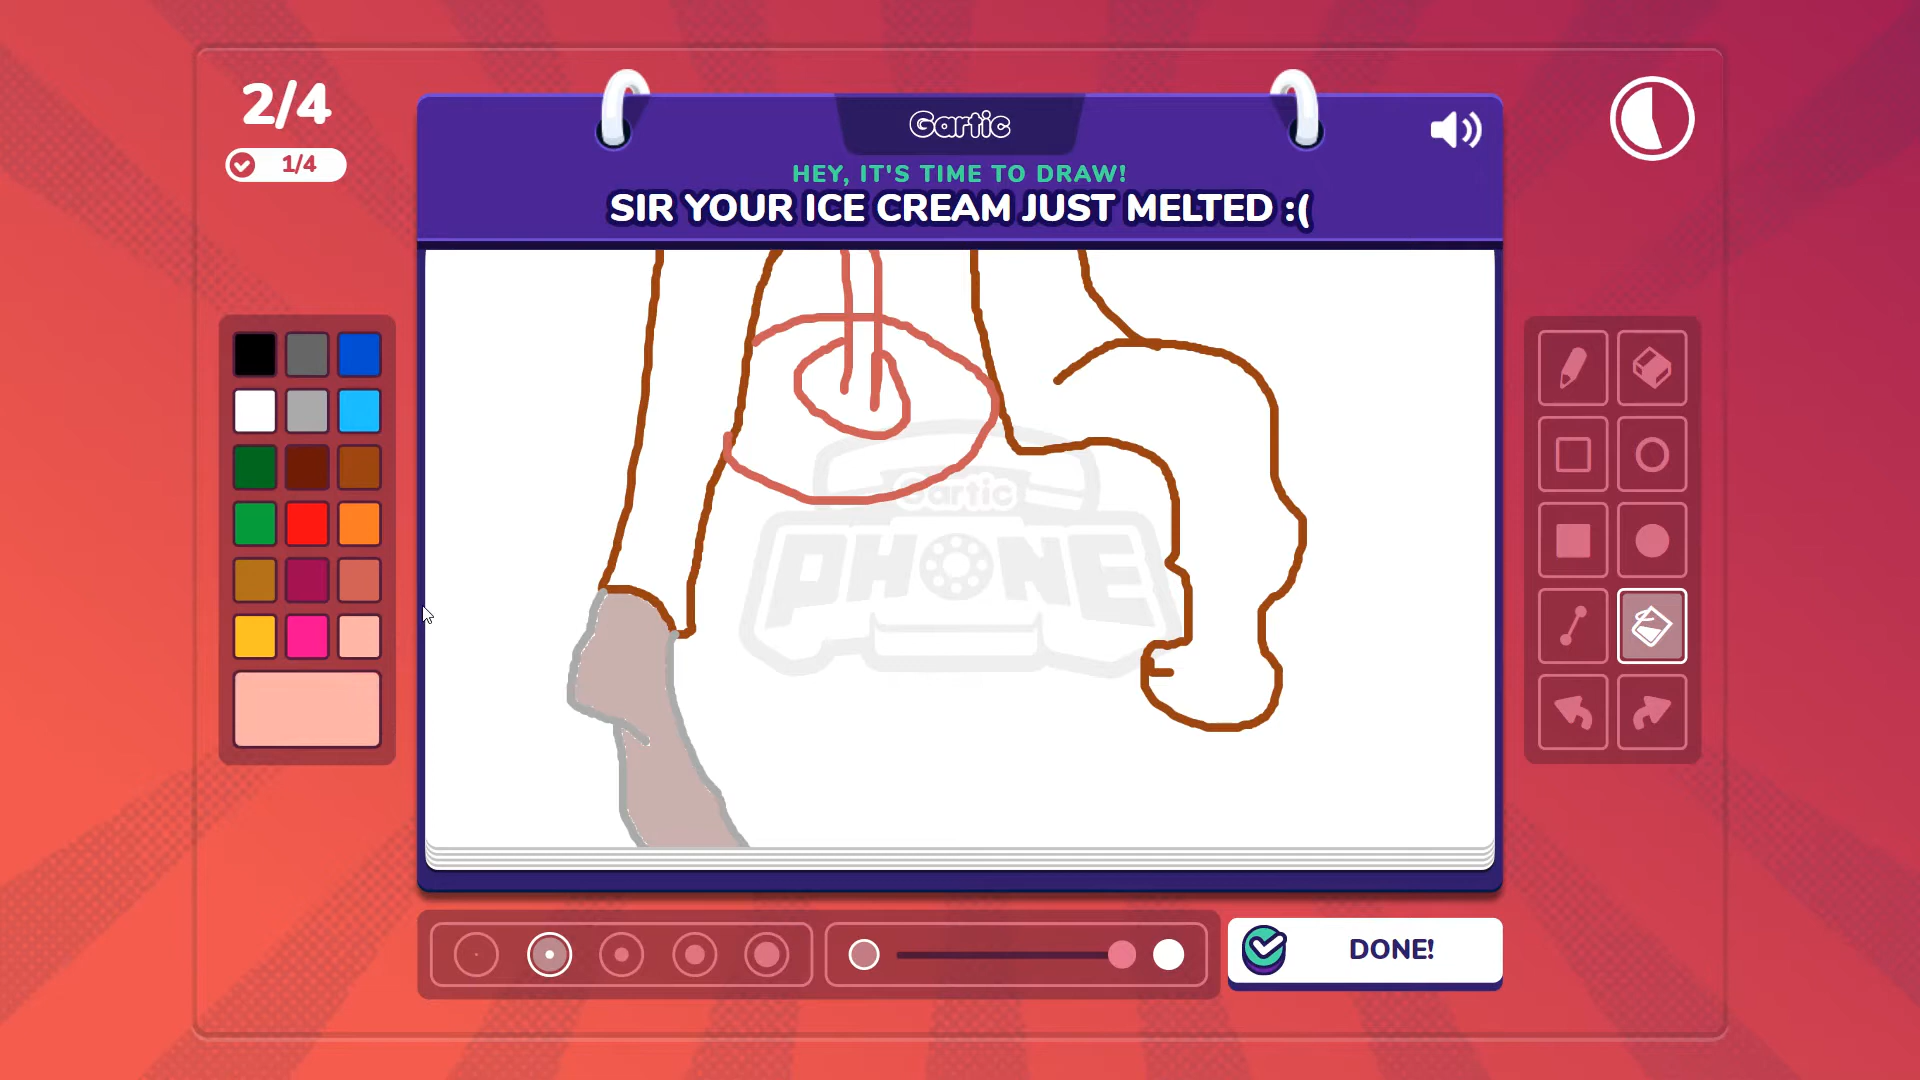 2/4
1/4
Gartic
HEY, IT'S TIME TO DRAW!
SIR YOUR ICE CREAM JUST MELTED :(
Gartic
PHONE
DONE!